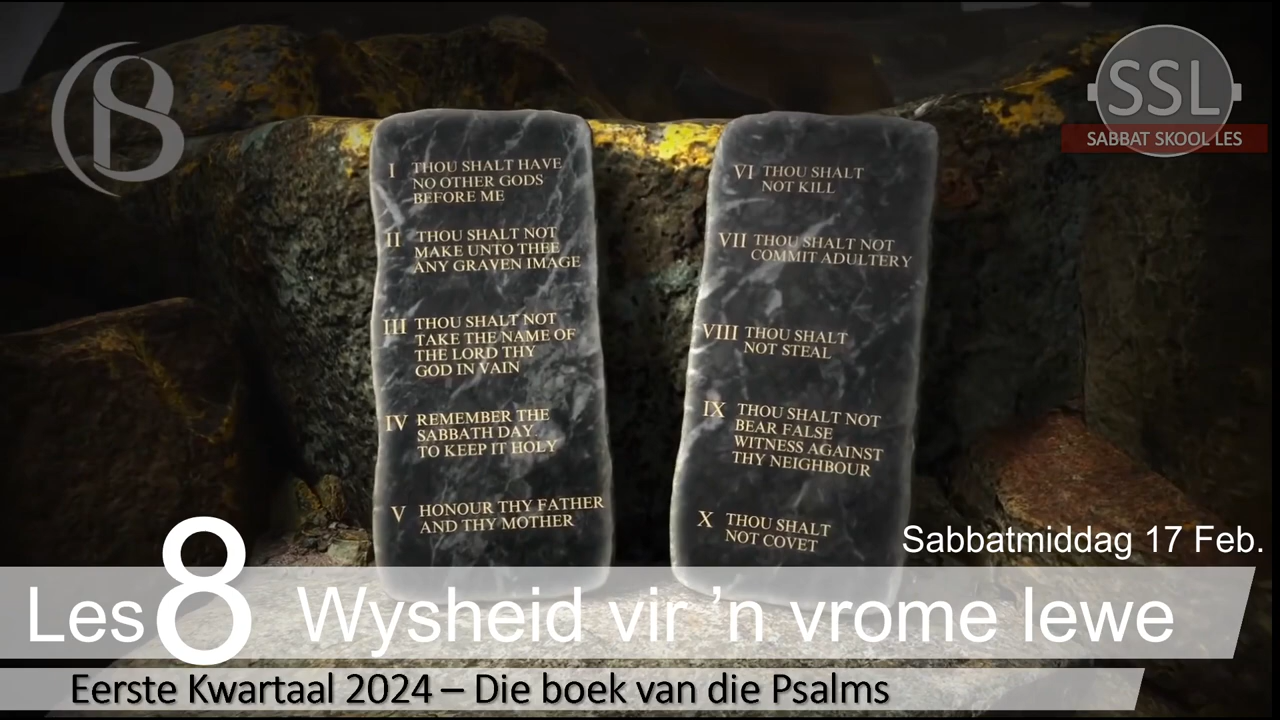 SSL
SABBAT SKOOL LES
I THOU SHALT HAVE
NO OTHER GODS
BEFORE ME
II THOU SHALT NOT
MAKE UNTO THEE
ANY GRAVEN IMAGE
III THOU SHALT NOT
TAKE THE NAME OF
THE LORD THY
GOD IN VAIN
IV REMEMBER THE
SABBATH DAY
TO KEEP IT HOLY
V HONOUR THY FATHER
AND THY MOTHER
VI THOU SHALT
NOT KILL
VII THOU SHALT NOT
COMMIT ADULTERY
VIII THOU SHALT
NOT STEAL
IX THOU SHALT NOT
BEAR FALSE
WITNESS AGAINST
THY NEIGHBOUR
X THOU SHALT
NOT COVET
Sabbatmiddag 17 Feb.
Les 8 Wysheid vir ’n vrome lewe
Eerste Kwartaal 2024 – Die boek van die Psalms